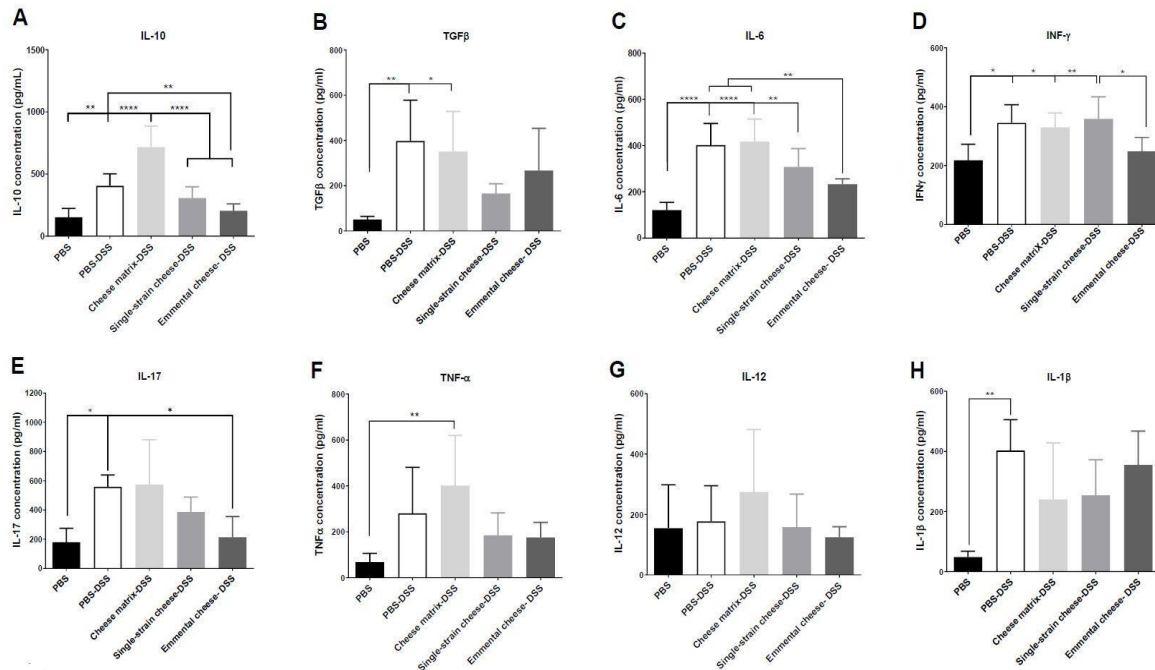 A
IL-10
IL-10 concentration (pg/mL)
1500
1000
500
0
**
****
****
**
PBS
PBS-DSS
Cheese matrix-DSS
Single-strain cheese-DSS
Emmental cheese- DSS
B
TGFβ
TGFβ concentration (pg/ml)
800
600
400
200
0
**
*
PBS
PBS-DSS
Cheese matrix-DSS
Single-strain cheese-DSS
Emmental cheese- DSS
C
IL-6
IL-6 concentration (pg/ml)
800
600
400
200
0
****
****
**
**
PBS
PBS-DSS
Cheese matrix-DSS
Single-strain cheese-DSS
Emmental cheese- DSS
D
INF-γ
IFNγ concentration (pg/ml)
600
400
200
0
*
*
**
*
PBS
PBS-DSS
Cheese matriX-DSS
Single-strain cheese-DSS
Emmental cheese-DSS
E
IL-17
IL-17 concentration (pg/ml)
1200
1000
800
600
400
200
0
*
*
PBS
PBS-DSS
Cheese matrix-DSS
Single-strain cheese-DSS
Emmental cheese- DSS
F
TNF-α
TNFα concentration (pg/ml)
800
600
400
200
0
**
PBS
PBS-DSS
Cheese matrix-DSS
Single-strain cheese-DSS
Emmental cheese- DSS
G
IL-12
IL-12 concentration (pg/ml)
600
400
200
0
PBS
PBS-DSS
Cheese matrix-DSS
Single-strain cheese-DSS
Emmental cheese- DSS
H
IL-1β
IL-1β concentration (pg/ml)
600
400
200
0
**
PBS
PBS-DSS
Cheese matrix-DSS
Single-strain cheese-DSS
Emmental cheese- DSS